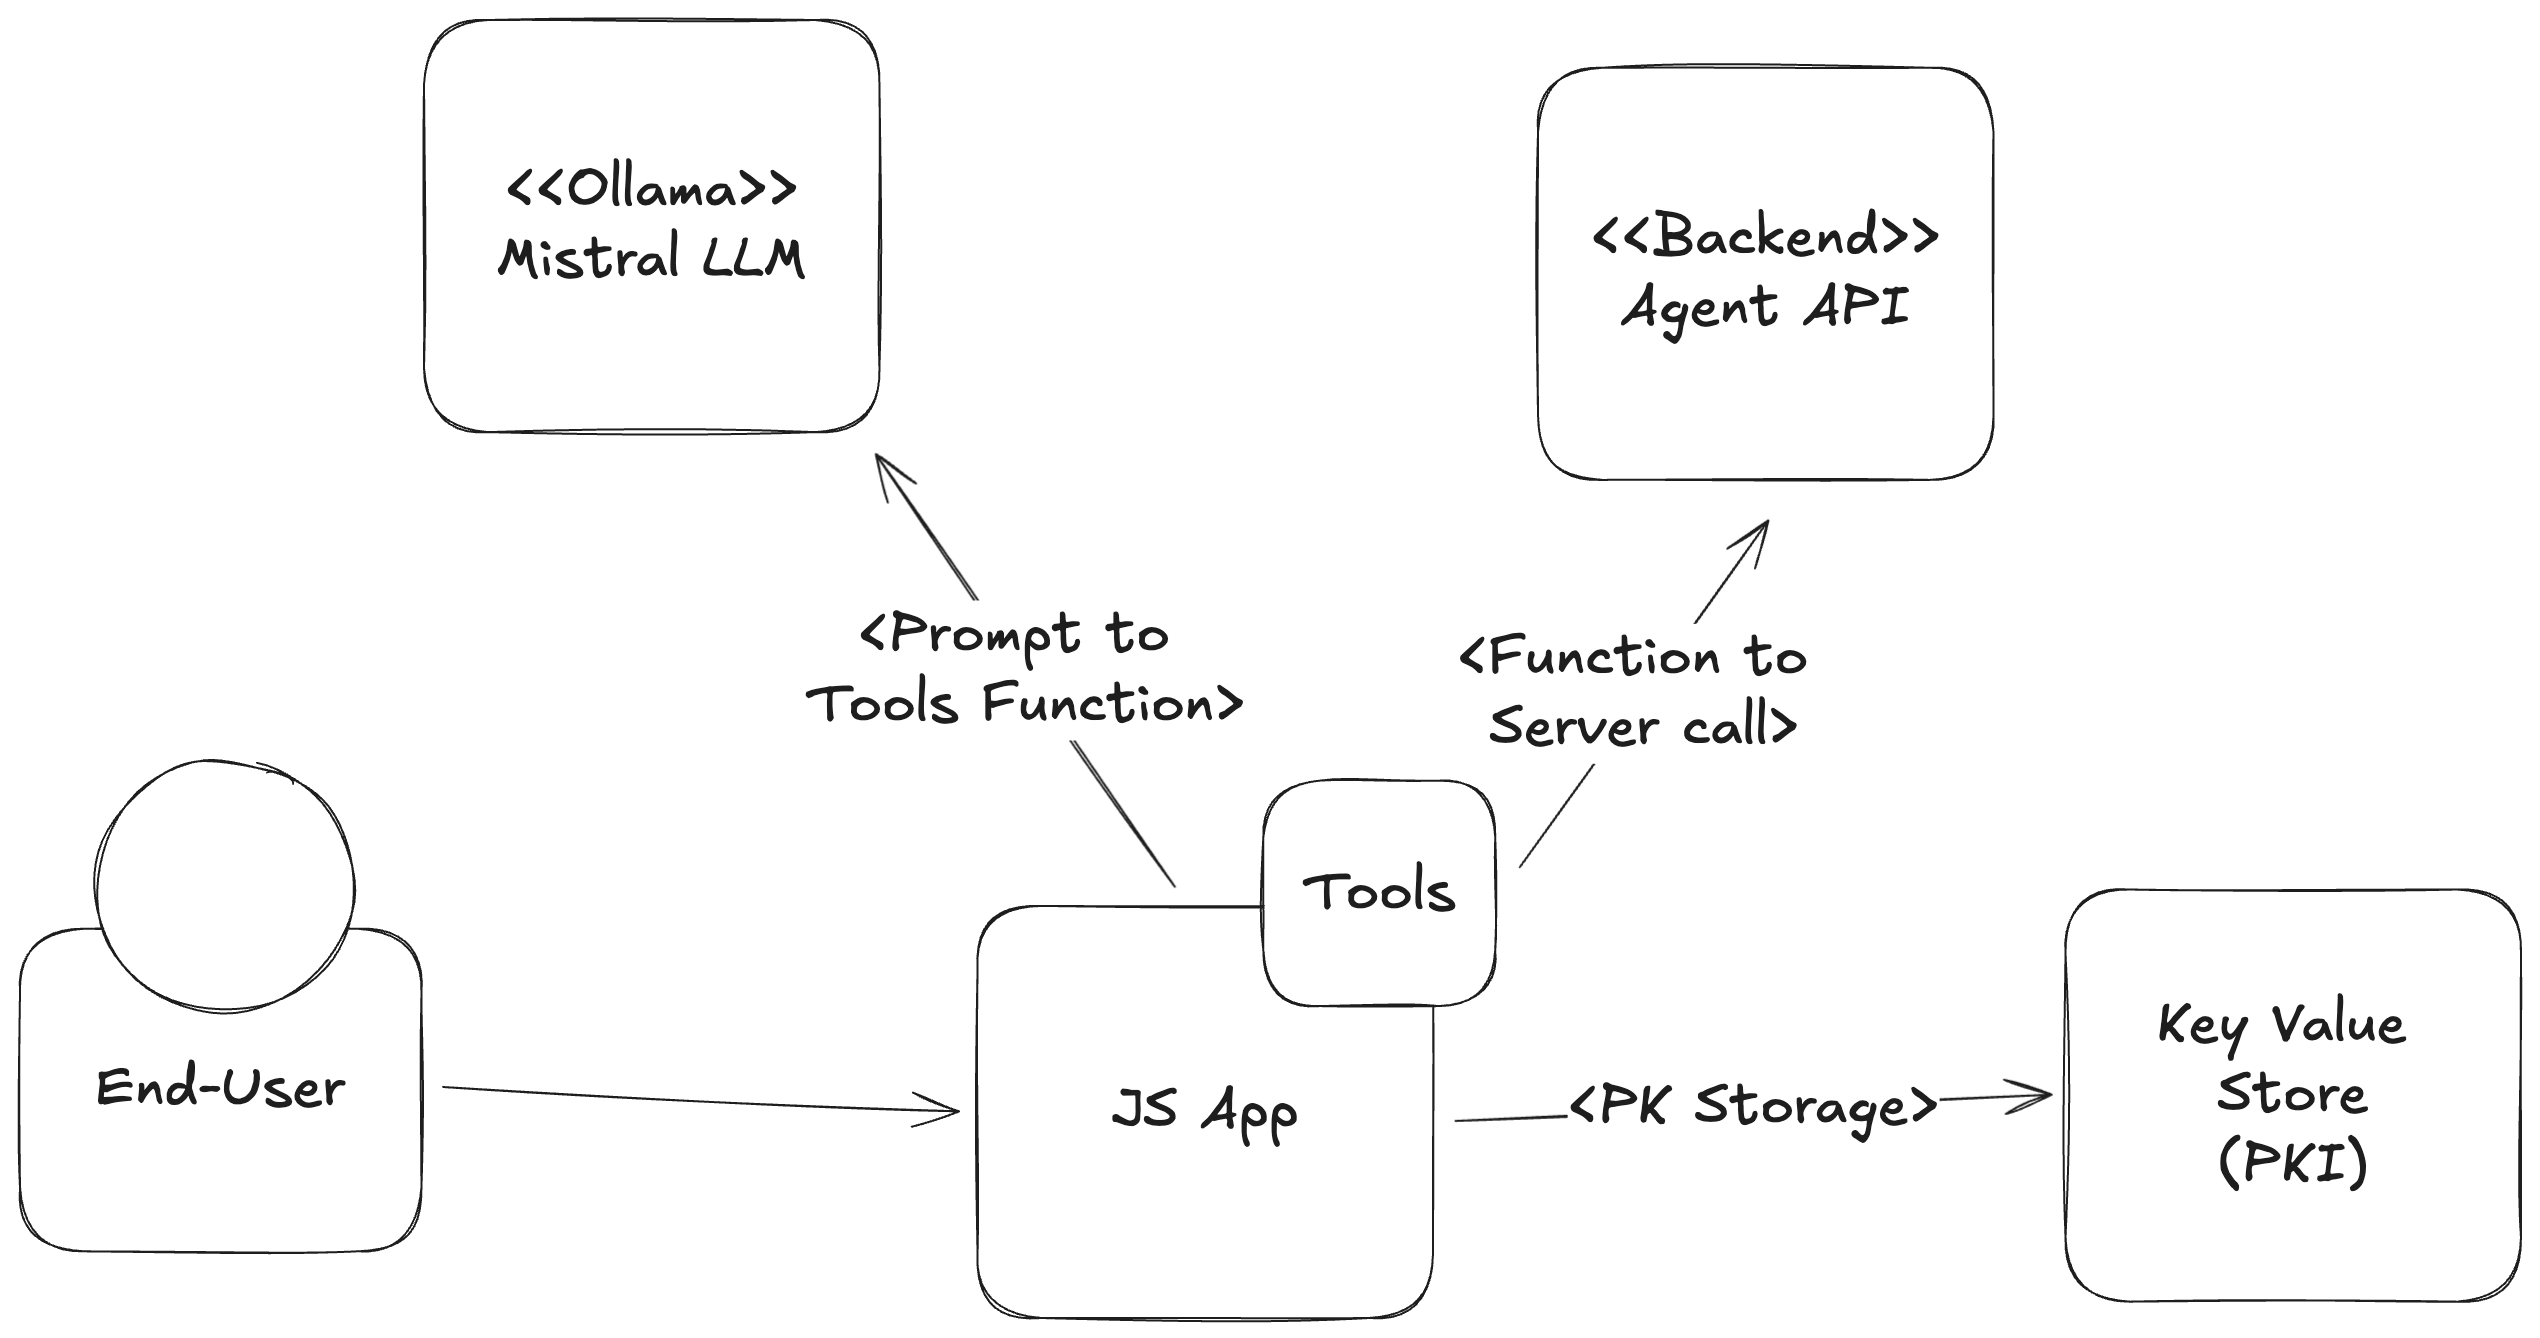 <<Ollama>>
Mistral LLM
<<Backend>>
Agent API
<Prompt to
Tools Function>
<Function to
Server call>
Tools
End-User
JS App
<PK Storage>
Key Value
Store
(PKI)